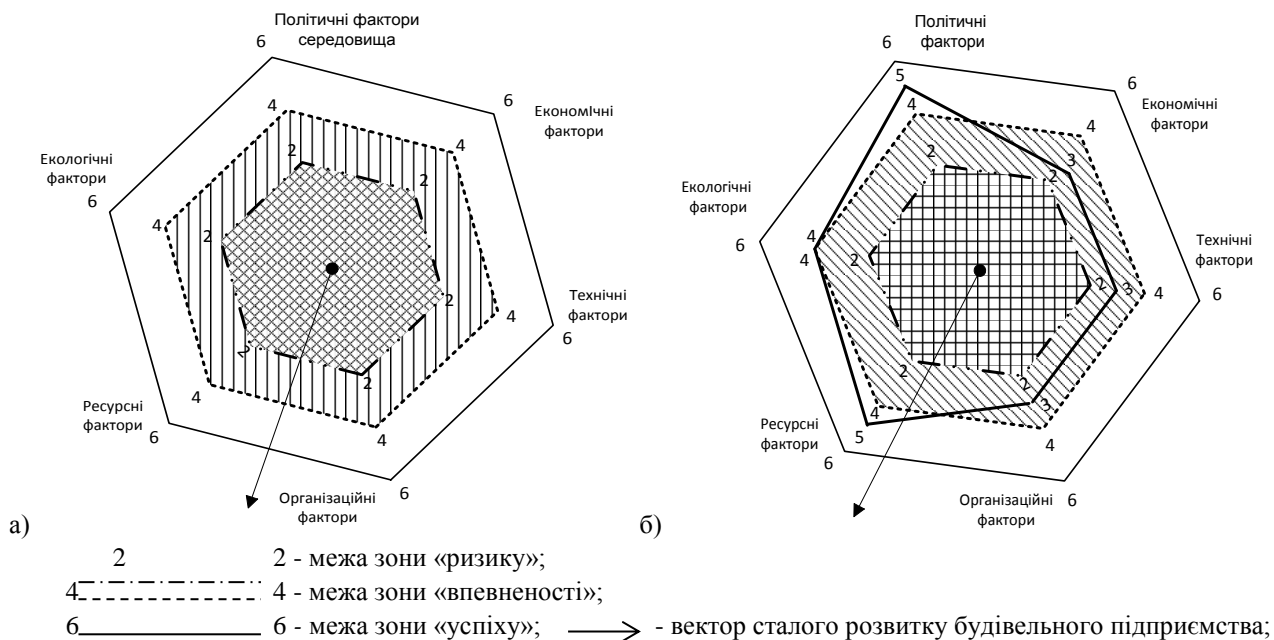 Політичні фактори
середовища
6
6
Економічні
фактори
4
4
2
2
Екологічні
фактори
6
4
2
Технічні
фактори
2
4
6
2
2
4
4
Ресурсні
фактори
6
6
Організаційні
фактори
а)
Політичні
фактори
6
5
4
6
Економічні
фактори
4
3
2
2
Екологічні
фактори
6
4
4
2
Технічні
фактори
2
3
4
6
2
2
3
4
5
4
Ресурсні
фактори
6
6
Організаційні
фактори
б)
2 2 - межа зони «ризику»;
4 4 - межа зони «впевненості»;
6 6 - межа зони «успіху»; - вектор сталого розвитку будівельного підприємства;